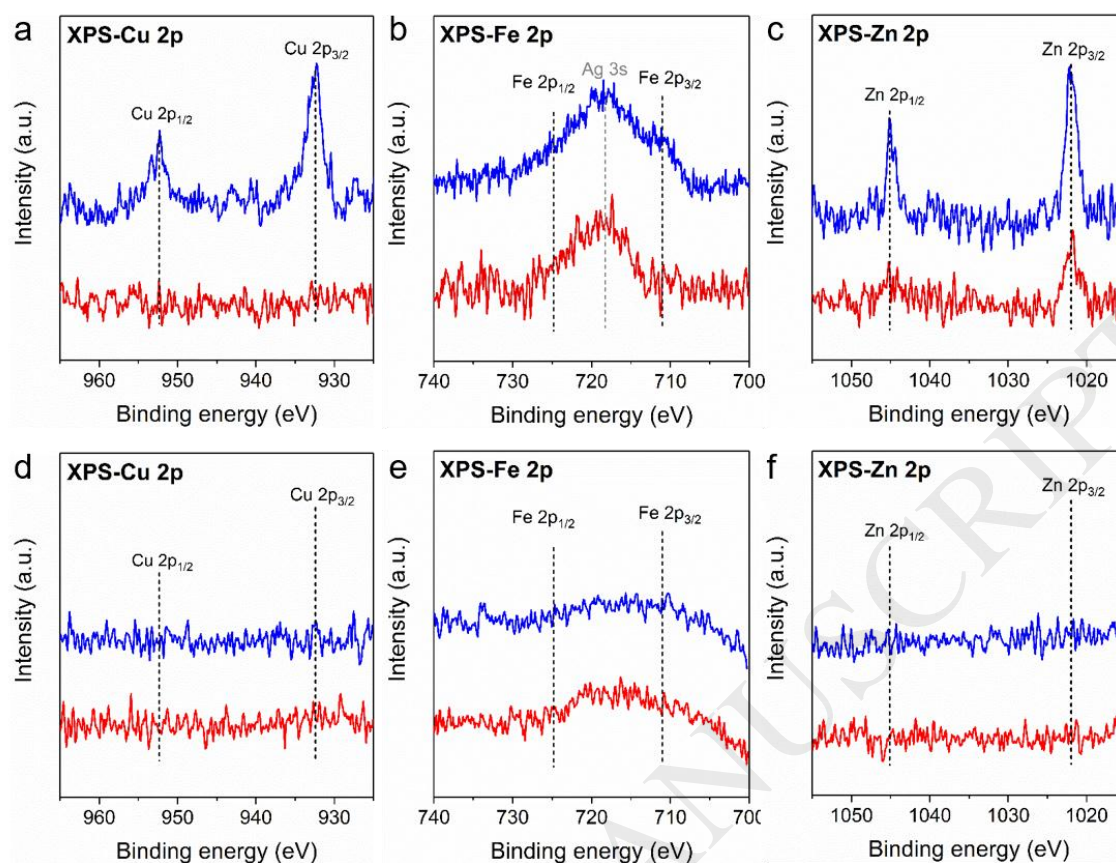 a
XPS-Cu 2p
Cu 2p3/2
Cu 2p1/2
Intensity (a.u.)
960 950 940 930
Binding energy (eV)
b
XPS-Fe 2p
Ag 3s
Fe 2p1/2
Fe 2p3/2
Intensity (a.u.)
740 730 720 710 700
Binding energy (eV)
c
XPS-Zn 2p
Zn 2p3/2
Zn 2p1/2
Intensity (a.u.)
1050 1040 1030 1020
Binding energy (eV)
d
XPS-Cu 2p
Cu 2p3/2
Cu 2p1/2
Intensity (a.u.)
960 950 940 930
Binding energy (eV)
e
XPS-Fe 2p
Fe 2p1/2
Fe 2p3/2
Intensity (a.u.)
740 730 720 710 700
Binding energy (eV)
f
XPS-Zn 2p
Zn 2p3/2
Zn 2p1/2
Intensity (a.u.)
1050 1040 1030 1020
Binding energy (eV)
ANUSCRIPT